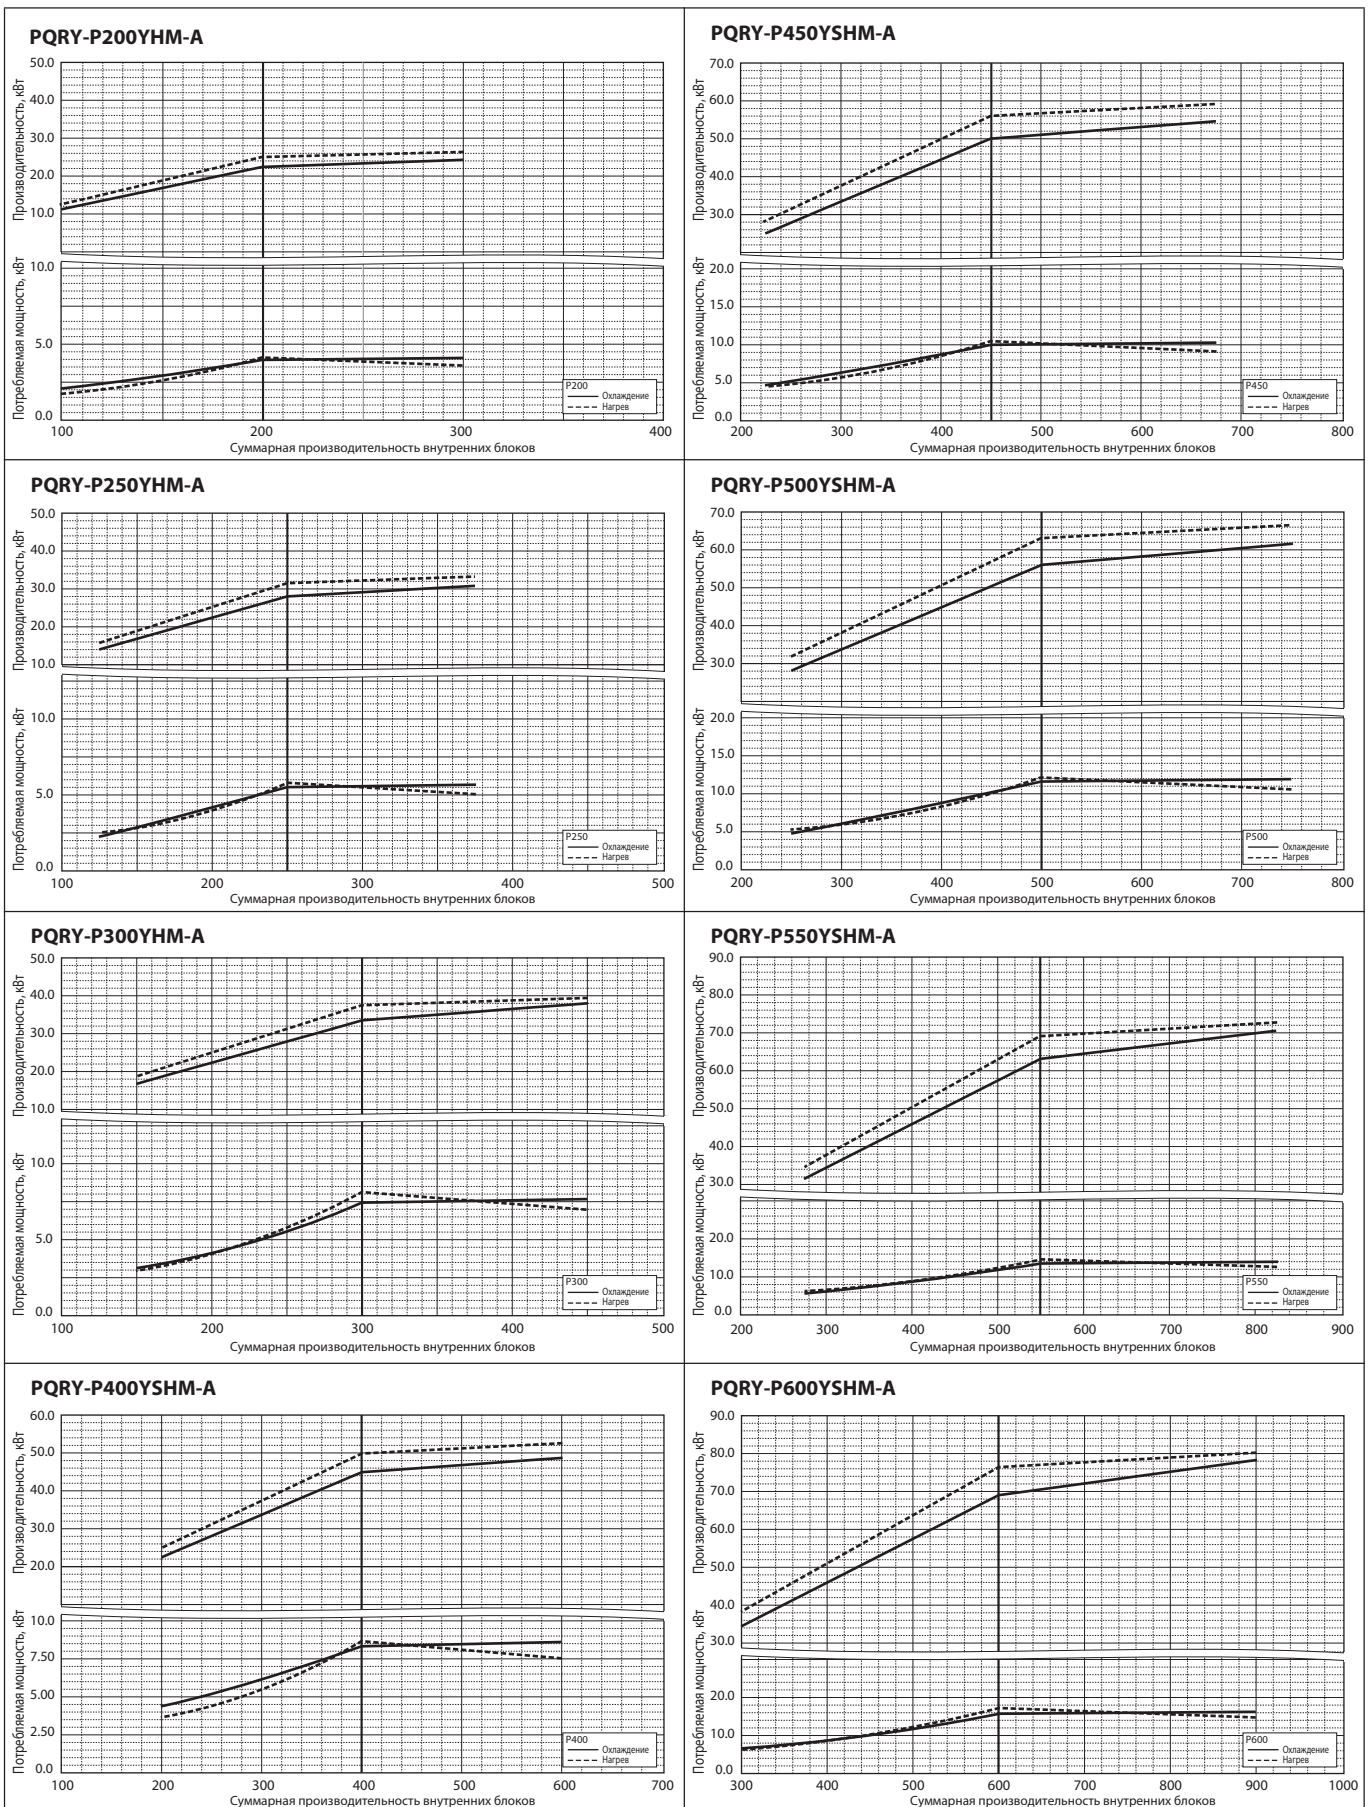 PQRY-P200YHM-A
Производительность, кВт
50.0
40.0
30.0
20.0
10.0
Потребляемая мощность, кВт
10.0
5.0
0.0
100 200 300 400
Суммарная производительность внутренних блоков
P200
Охлаждение
Нагрев
PQRY-P450YSHM-A
Производительность, кВт
70.0
60.0
50.0
40.0
30.0
Потребляемая мощность, кВт
20.0
15.0
10.0
5.0
0.0
200 300 400 500 600 700 800
Суммарная производительность внутренних блоков
P450
Охлаждение
Нагрев
PQRY-P250YHM-A
Производительность, кВт
50.0
40.0
30.0
20.0
10.0
Потребляемая мощность, кВт
10.0
5.0
0.0
100 200 300 400 500
Суммарная производительность внутренних блоков
P250
Охлаждение
Нагрев
PQRY-P500YSHM-A
Производительность, кВт
70.0
60.0
50.0
40.0
30.0
Потребляемая мощность, кВт
20.0
15.0
10.0
5.0
0.0
200 300 400 500 600 700 800
Суммарная производительность внутренних блоков
P500
Охлаждение
Нагрев
PQRY-P300YHM-A
Производительность, кВт
50.0
40.0
30.0
20.0
10.0
Потребляемая мощность, кВт
10.0
5.0
0.0
100 200 300 400 500
Суммарная производительность внутренних блоков
P300
Охлаждение
Нагрев
PQRY-P550YSHM-A
Производительность, кВт
90.0
80.0
70.0
60.0
50.0
40.0
30.0
Потребляемая мощность, кВт
20.0
10.0
0.0
200 300 400 500 600 700 800 900
Суммарная производительность внутренних блоков
P550
Охлаждение
Нагрев
PQRY-P400YSHM-A
Производительность, кВт
60.0
50.0
40.0
30.0
20.0
Потребляемая мощность, кВт
10.0
7.50
5.00
2.50
0.0
100 200 300 400 500 600 700
Суммарная производительность внутренних блоков
P400
Охлаждение
Нагрев
PQRY-P600YSHM-A
Производительность, кВт
90.0
80.0
70.0
60.0
50.0
40.0
30.0
Потребляемая мощность, кВт
20.0
10.0
0.0
300 400 500 600 700 800 900 1000
Суммарная производительность внутренних блоков
P600
Охлаждение
Нагрев